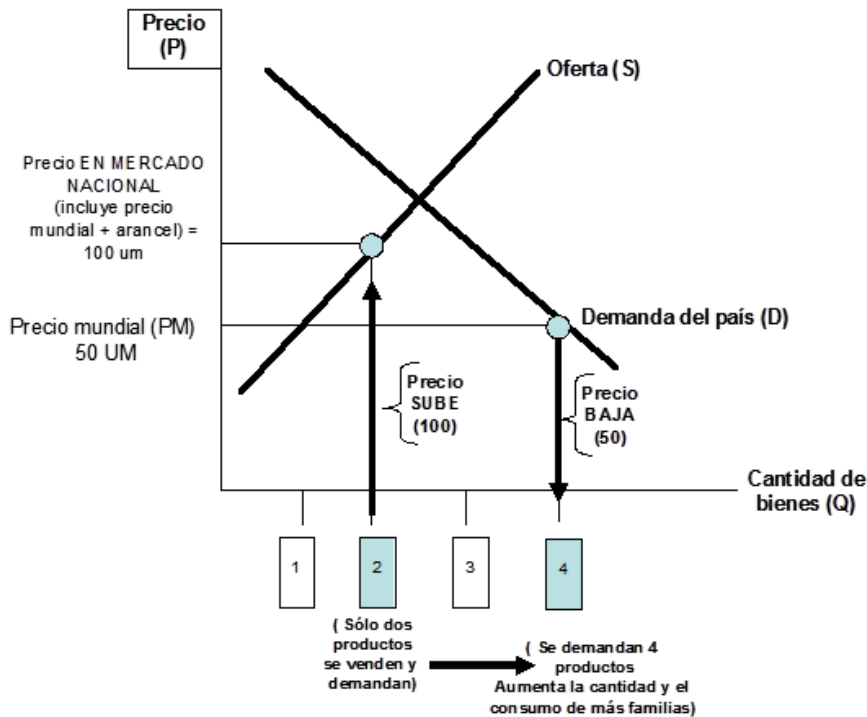 Precio
(P)
Oferta (S)
Precio EN MERCADO
NACIONAL
(incluye precio
mundial + arancel) =
100 um
Precio mundial (PM)
50 UM
Demanda del país (D)
Precio
SUBE
(100)
Precio
BAJA
(50)
Cantidad de
bienes (Q)
1
2
3
4
( Sólo dos
productos
se venden y
demandan)
( Se demandan 4
productos
Aumenta la cantidad y el
consumo de más familias)